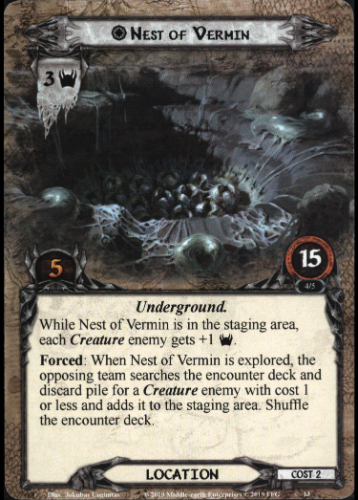 NEST OF VERMIN
3
5
15
4/5
Underground.
While Nest of Vermin is in the staging area,
each Creature enemy gets +1
Forced: When Nest of Vermin is explored, the
opposing team searches the encounter deck and
discard pile for a Creature enemy with cost 1
or less and adds it to the staging area. Shuffle
the encounter deck.
LOCATION
COST 2